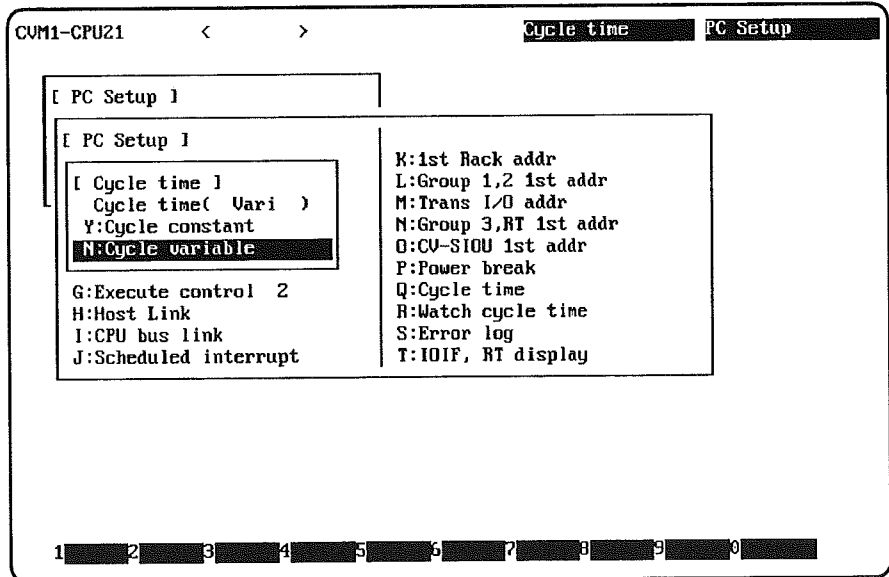 CVM1-CPU21 < > Cycle time PC Setup
[ PC Setup ]
[ PC Setup ]
[ Cycle time ]
Cycle time( Vari )
Y:Cycle constant
N:Cycle variable
G:Execute control 2
H:Host Link
I:CPU bus link
J:Scheduled interrupt
K:1st Rack addr
L:Group 1,2 1st addr
M:Trans I/O addr
N:Group 3,RT 1st addr
O:CV-SIOU 1st addr
P:Power break
Q:Cycle time
R:Watch cycle time
S:Error log
T:IOIF, RT display
1 2 3 4 5 6 7 8 9 0